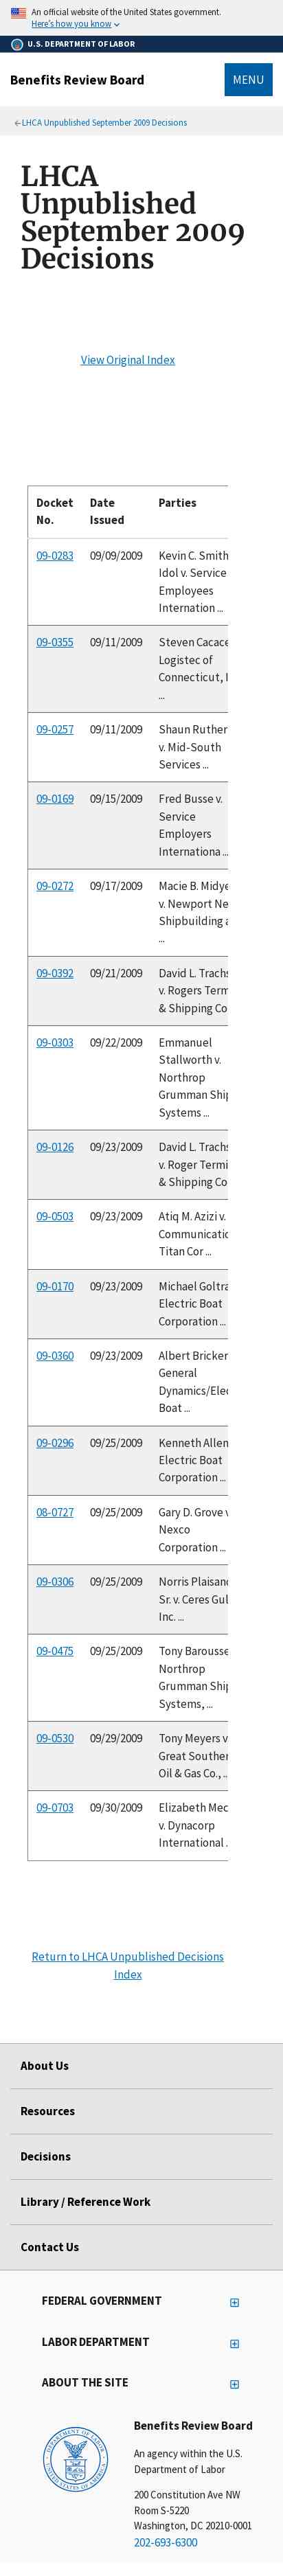 An official website of the United States government.
Here's how you know
U.S. DEPARTMENT OF LABOR
Benefits Review Board
MENU
LHCA Unpublished September 2009 Decisions
LHCA
Unpublished
September 2009
Decisions
View Original Index
Docket No. Date Issued Parties
09-0283 09/09/2009 Kevin C. Smith
Idol v. Service
Employees
Internation ...
09-0355 09/11/2009 Steven Cacace
Logistec of
Connecticut,
...
09-0257 09/11/2009 Shaun Ruther
v. Mid-South
Services ...
09-0169 09/15/2009 Fred Busse v.
Service
Employers
Internationa ...
09-0272 09/17/2009 Macie B. Midye
v. Newport Ne
Shipbuilding a
...
09-0392 09/21/2009 David L. Trachs
v. Rogers Term
& Shipping Co
09-0303 09/22/2009 Emmanuel
Stallworth v.
Northrop
Grumman Ship
Systems ...
09-0126 09/23/2009 David L. Trachs
v. Roger Termi
& Shipping Co
09-0503 09/23/2009 Atiq M. Azizi v.
Communicatio
Titan Cor ...
09-0170 09/23/2009 Michael Goltra
Electric Boat
Corporation ...
09-0360 09/23/2009 Albert Bricker
General
Dynamics/Elec
Boat ...
09-0296 09/25/2009 Kenneth Allen
Electric Boat
Corporation ...
08-0727 09/25/2009 Gary D. Grove v
Nexco
Corporation ...
09-0306 09/25/2009 Norris Plaisanc
Sr. v. Ceres Gul
Inc. ...
09-0475 09/25/2009 Tony Barousse
Northrop
Grumman Ship
Systems, ...
09-0530 09/29/2009 Tony Meyers v
Great Souther
Oil & Gas Co., ...
09-0703 09/30/2009 Elizabeth Mec
v. Dynacorp
International .
Return to LHCA Unpublished Decisions
Index
About Us
Resources
Decisions
Library / Reference Work
Contact Us
FEDERAL GOVERNMENT
LABOR DEPARTMENT
ABOUT THE SITE
Benefits Review Board
An agency within the U.S.
Department of Labor
200 Constitution Ave NW
Room S-5220
Washington, DC 20210-0001
202-693-6300